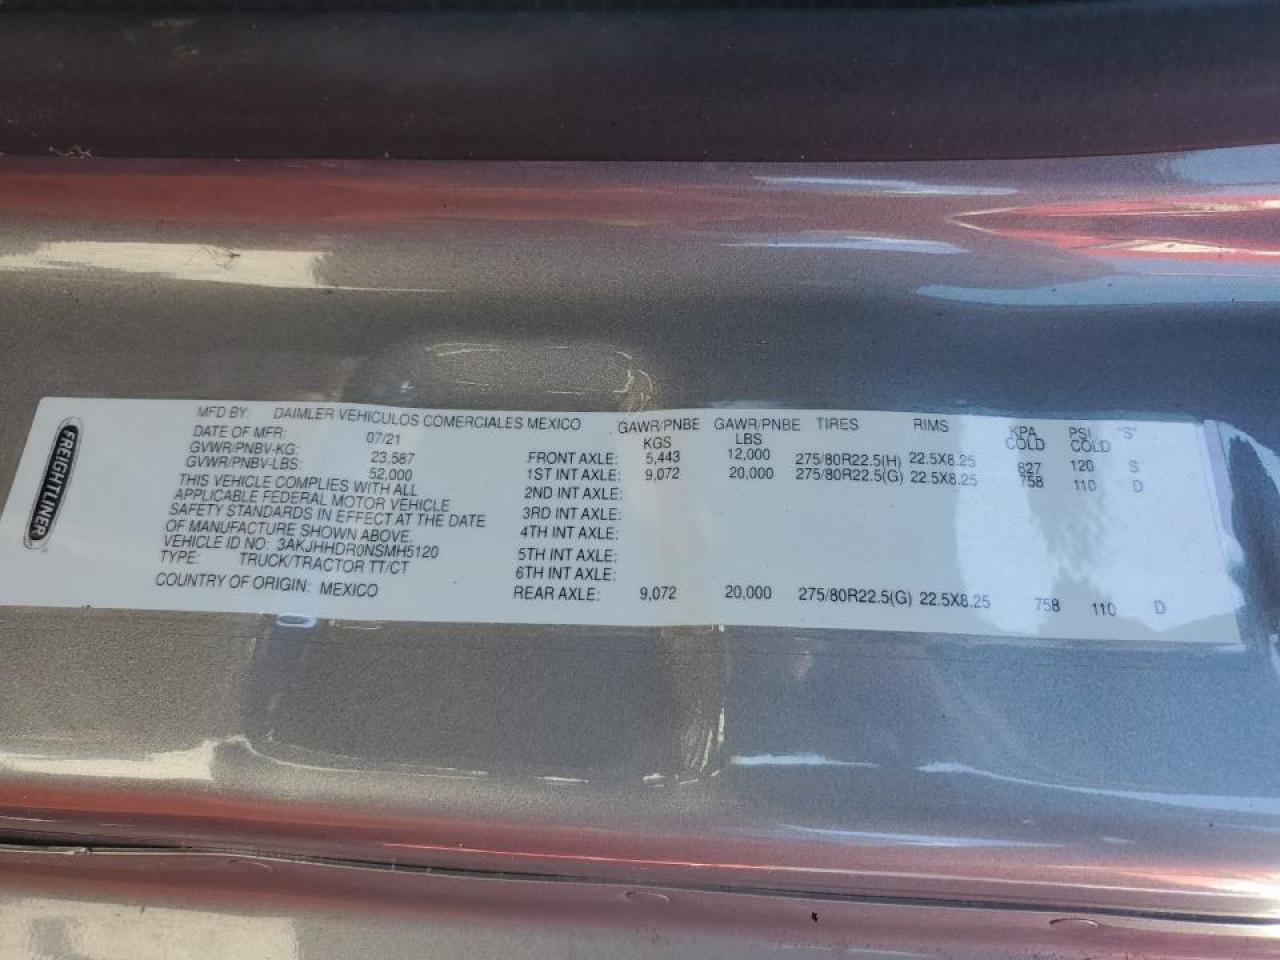 FREIGHTLINER
MFD BY: DAIMLER VEHICULOS COMERCIALES MEXICO
DATE OF MFR: 07/21
GVWR/PNBV-KG: 23.587
GVWR/PNBV-LBS: 52,000
THIS VEHICLE COMPLIES WITH ALL
APPLICABLE FEDERAL MOTOR VEHICLE
SAFETY STANDARDS IN EFFECT AT THE DATE
OF MANUFACTURE SHOWN ABOVE.
VEHICLE ID NO: 3AKJHHDR0NSMH5120
TYPE: TRUCK/TRACTOR TT/CT
COUNTRY OF ORIGIN: MEXICO
GAWR/PNBE GAWR/PNBE TIRES RIMS KPA PSI "S"
KGS LBS COLD COLD
FRONT AXLE: 5,443 12,000 275/80R22.5(H) 22.5X8.25 827 120 S
1ST INT AXLE: 9,072 20,000 275/80R22.5(G) 22.5X8.25 758 110 D
2ND INT AXLE:
3RD INT AXLE:
4TH INT AXLE:
5TH INT AXLE:
6TH INT AXLE:
REAR AXLE: 9,072 20,000 275/80R22.5(G) 22.5X8.25 758 110 D